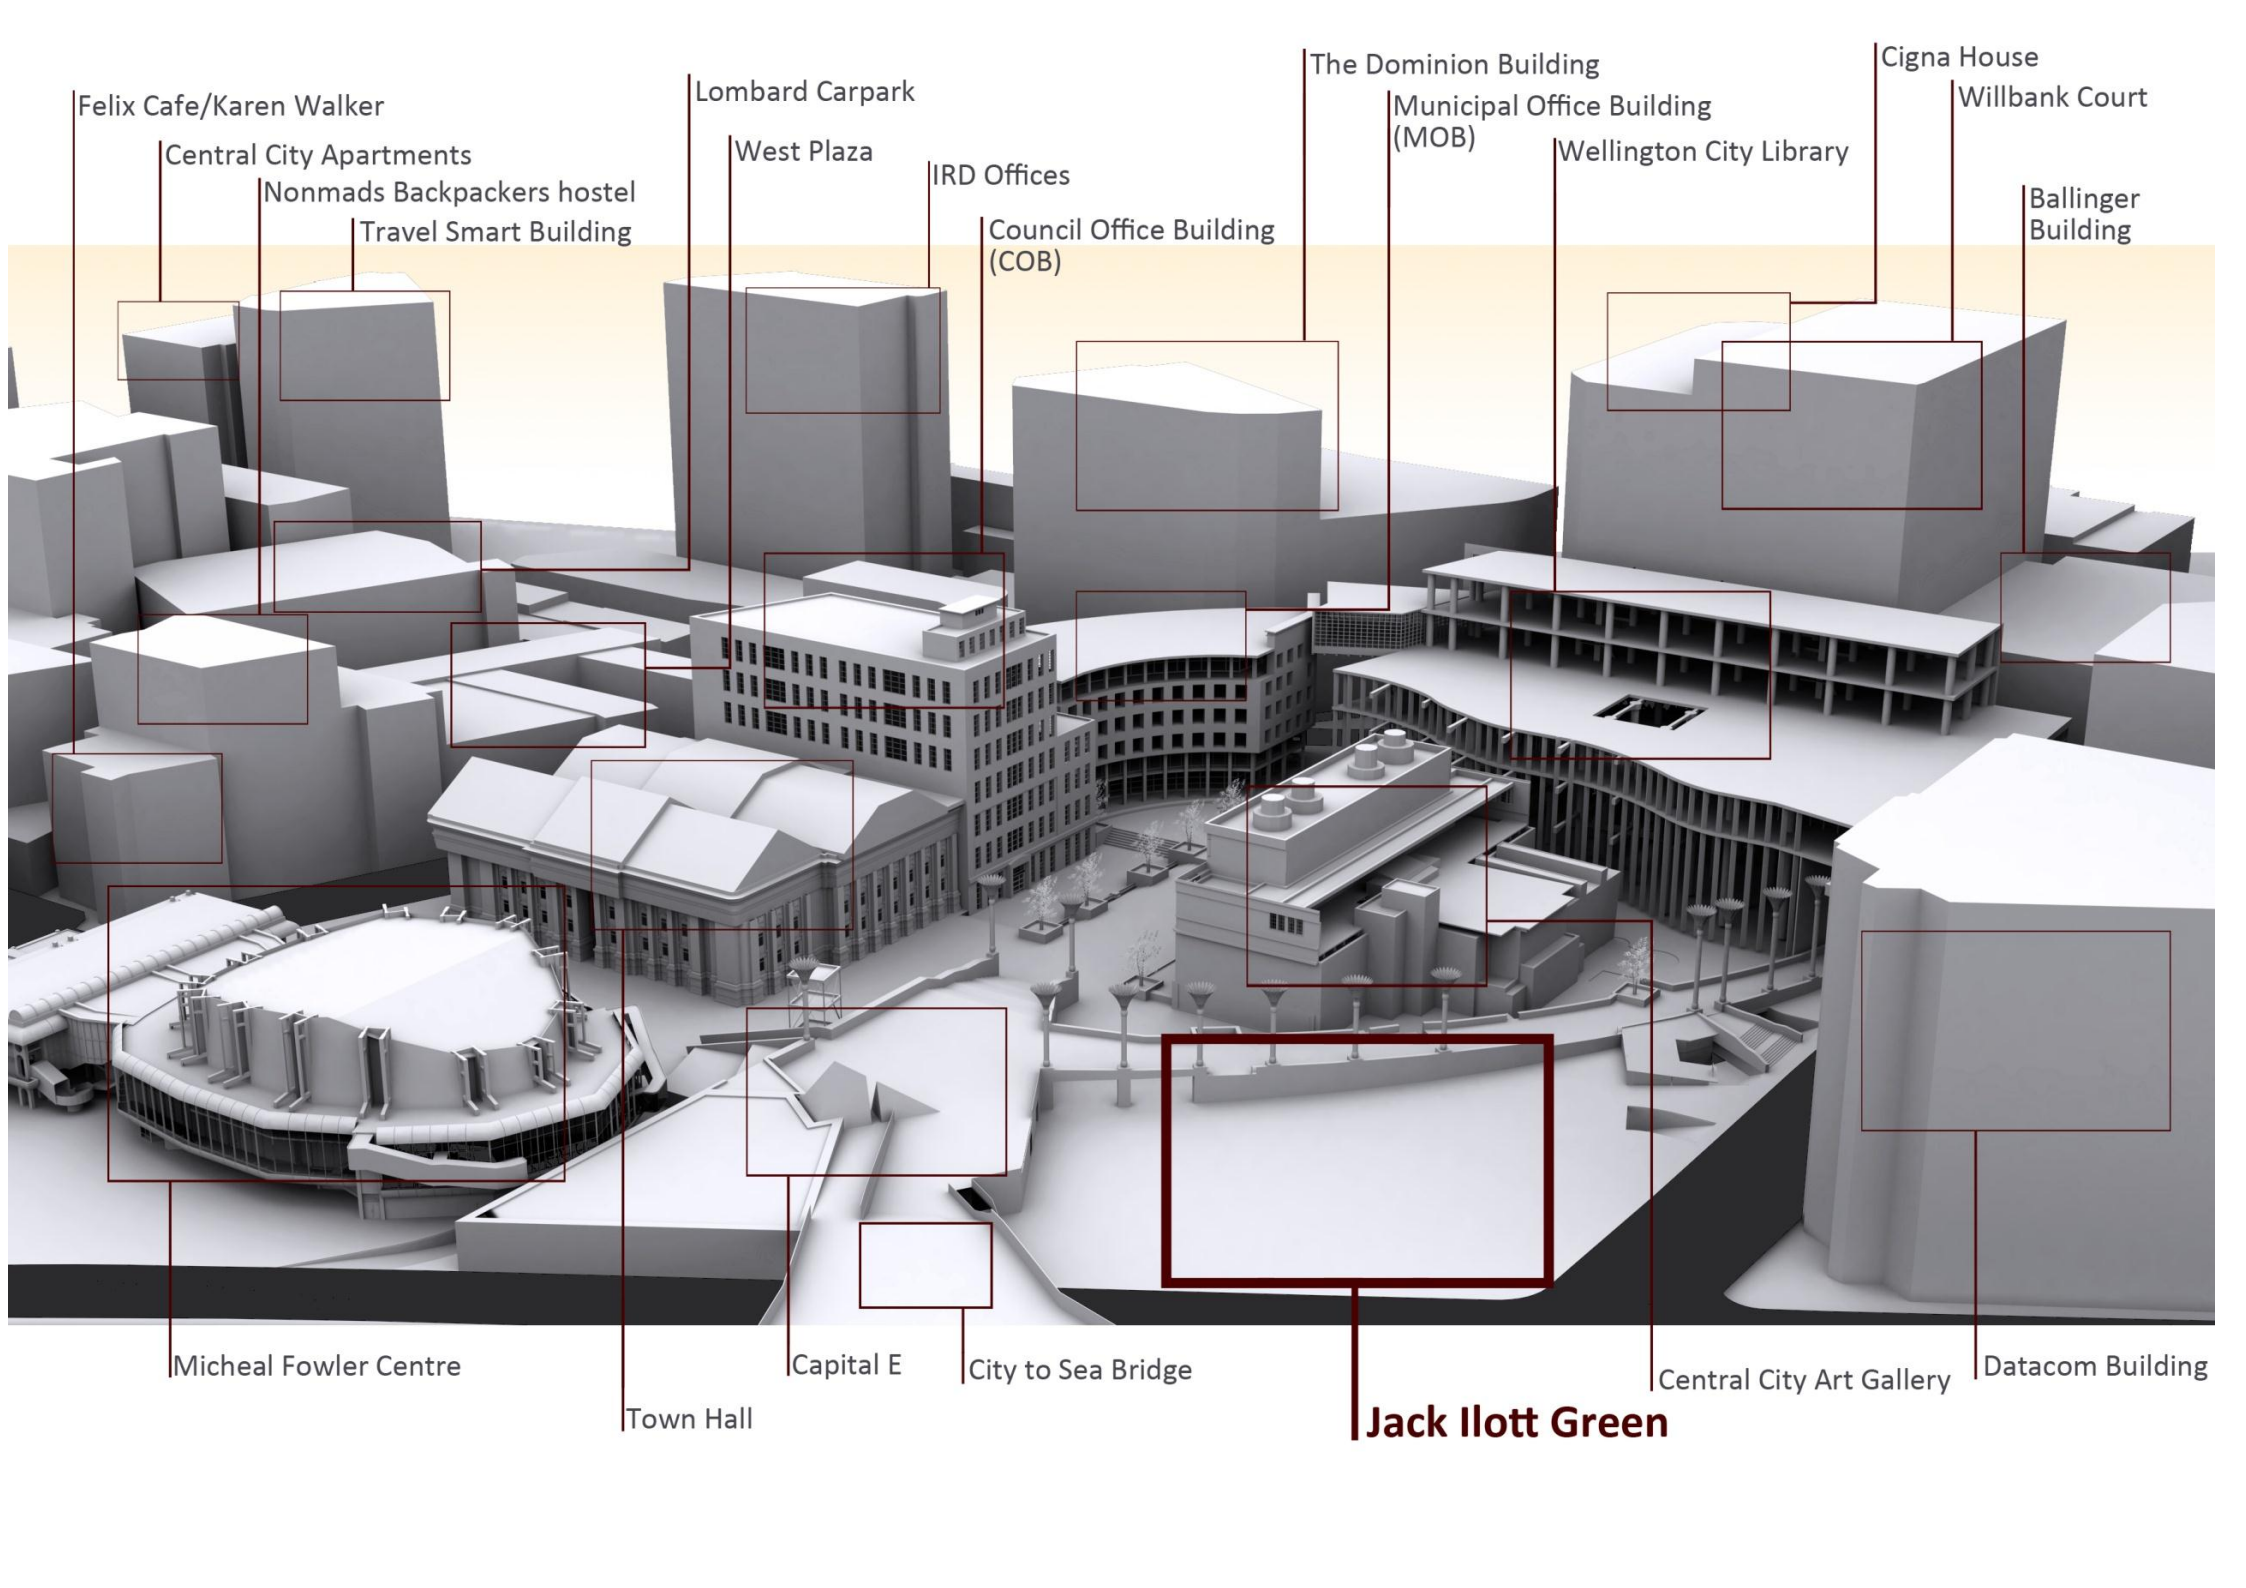 Cigna House
The Dominion Building
Lombard Carpark
Willbank Court
Felix Cafe/Karen Walker
Municipal Office Building
(MOB)
Central City Apartments
West Plaza
Wellington City Library
IRD Offices
Nonmads Backpackers hostel
Ballinger
Building
Travel Smart Building
Council Office Building
(COB)
Micheal Fowler Centre
Capital E
City to Sea Bridge
Central City Art Gallery
Datacom Building
Town Hall
Jack Ilott Green